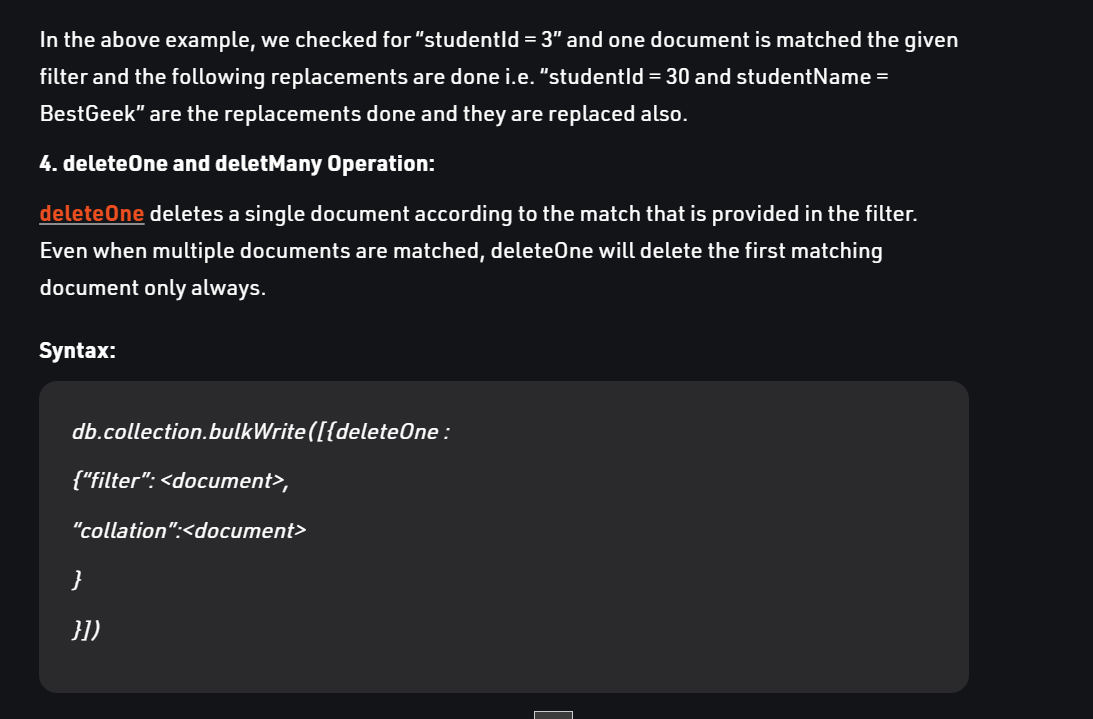 In the above example, we checked for “studentId = 3” and one document is matched the given
filter and the following replacements are done i.e. “studentId = 30 and studentName =
BestGeek” are the replacements done and they are replaced also.
4. deleteOne and deletMany Operation:
deleteOne deletes a single document according to the match that is provided in the filter.
Even when multiple documents are matched, deleteOne will delete the first matching
document only always.
Syntax:
db.collection.bulkWrite([{deleteOne :
{“filter”: <document>,
“collation”:<document>
}
}])